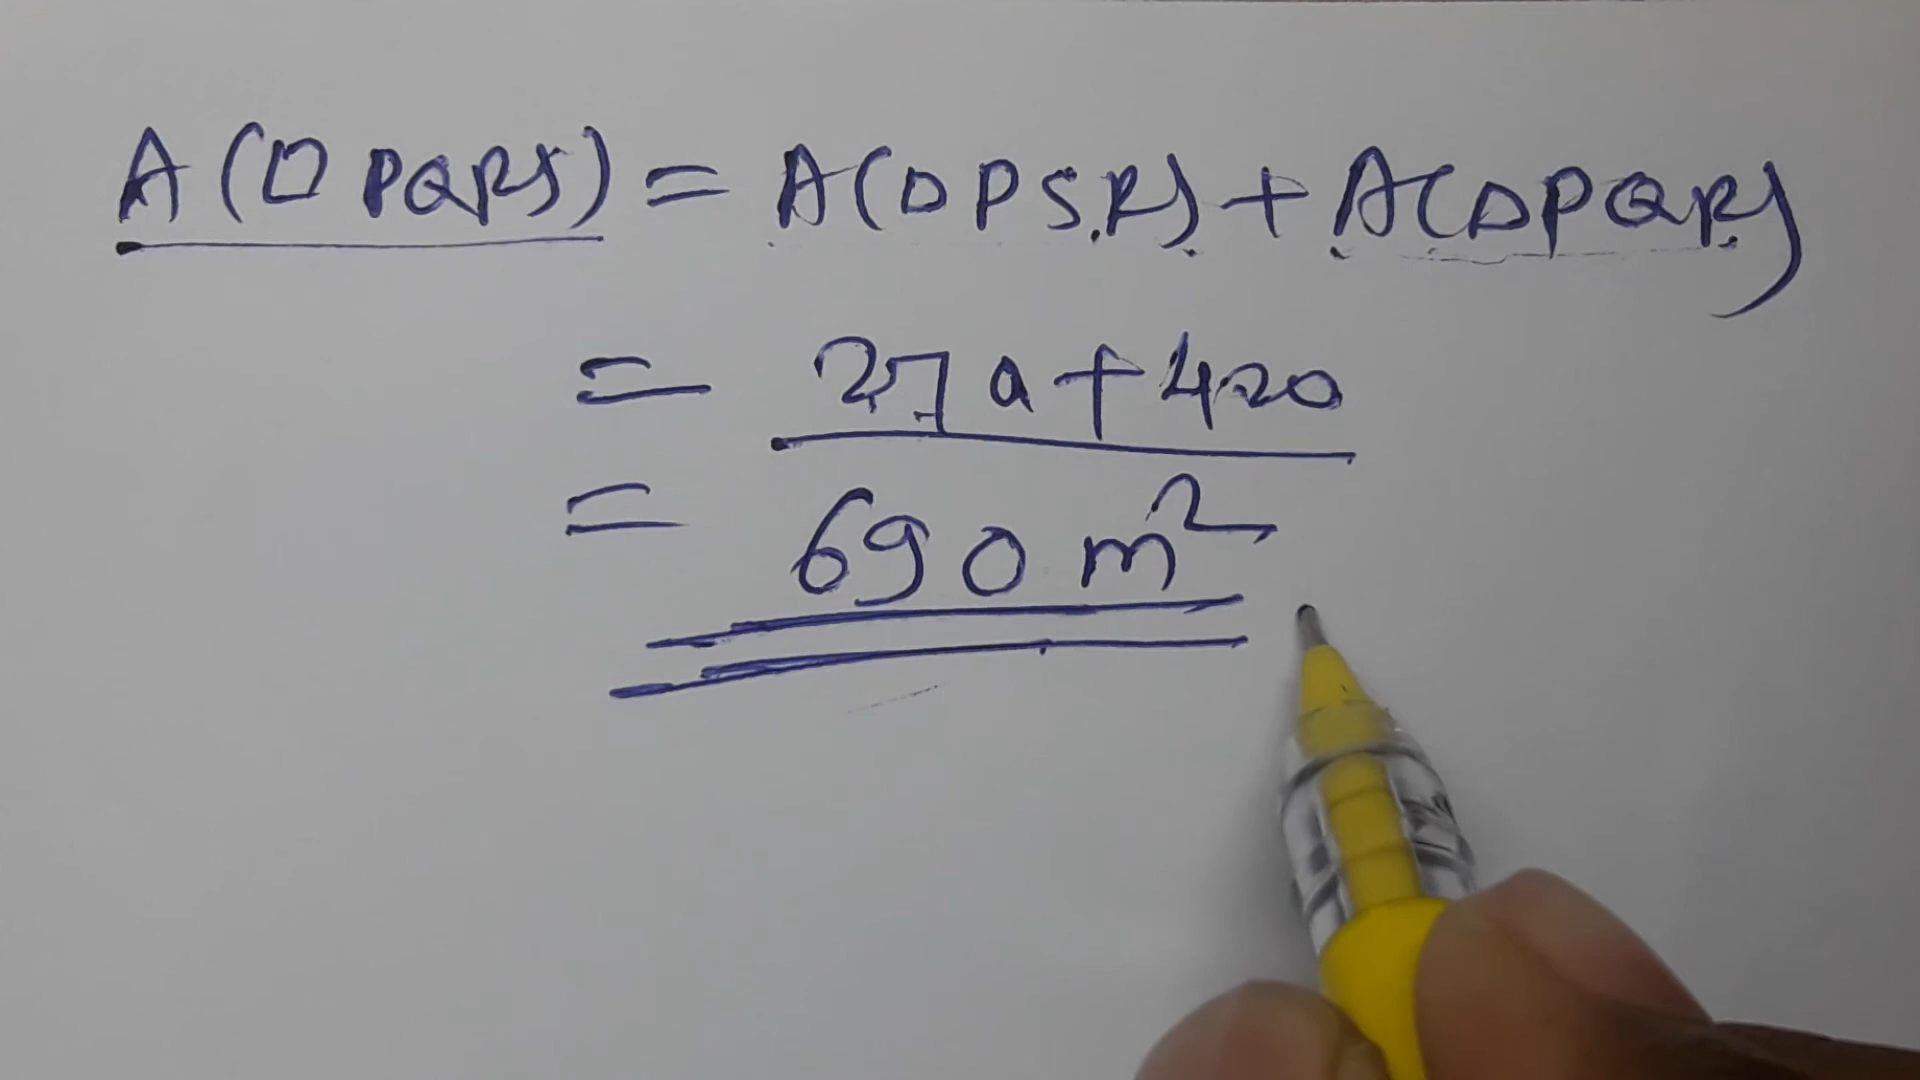 A(□ PQRS) = A(Δ PSR) + A(Δ PQR)
= 270 + 420
= 690 m²